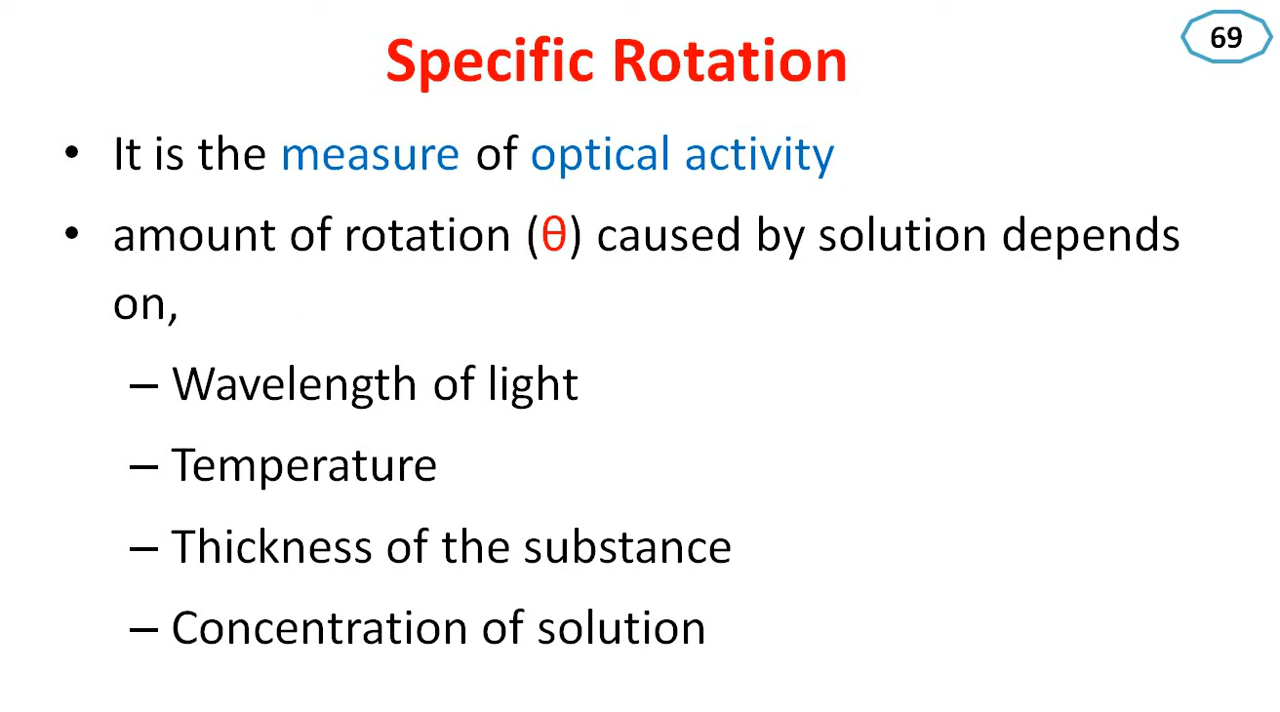 69
Specific Rotation
• It is the measure of optical activity
• amount of rotation (θ) caused by solution depends
on,
– Wavelength of light
– Temperature
– Thickness of the substance
– Concentration of solution